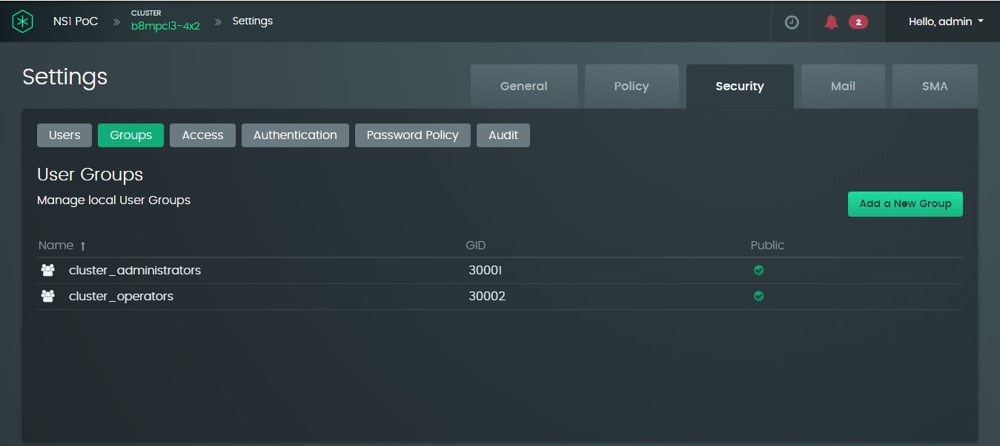 NS1 PoC » CLUSTER b8mpcl3-4x2 » Settings 2 Hello, admin
Settings
General Policy Security Mail SMA
Users Groups Access Authentication Password Policy Audit
User Groups
Manage local User Groups
Add a New Group
Name ↑ GID Public
cluster_administrators 30001
cluster_operators 30002